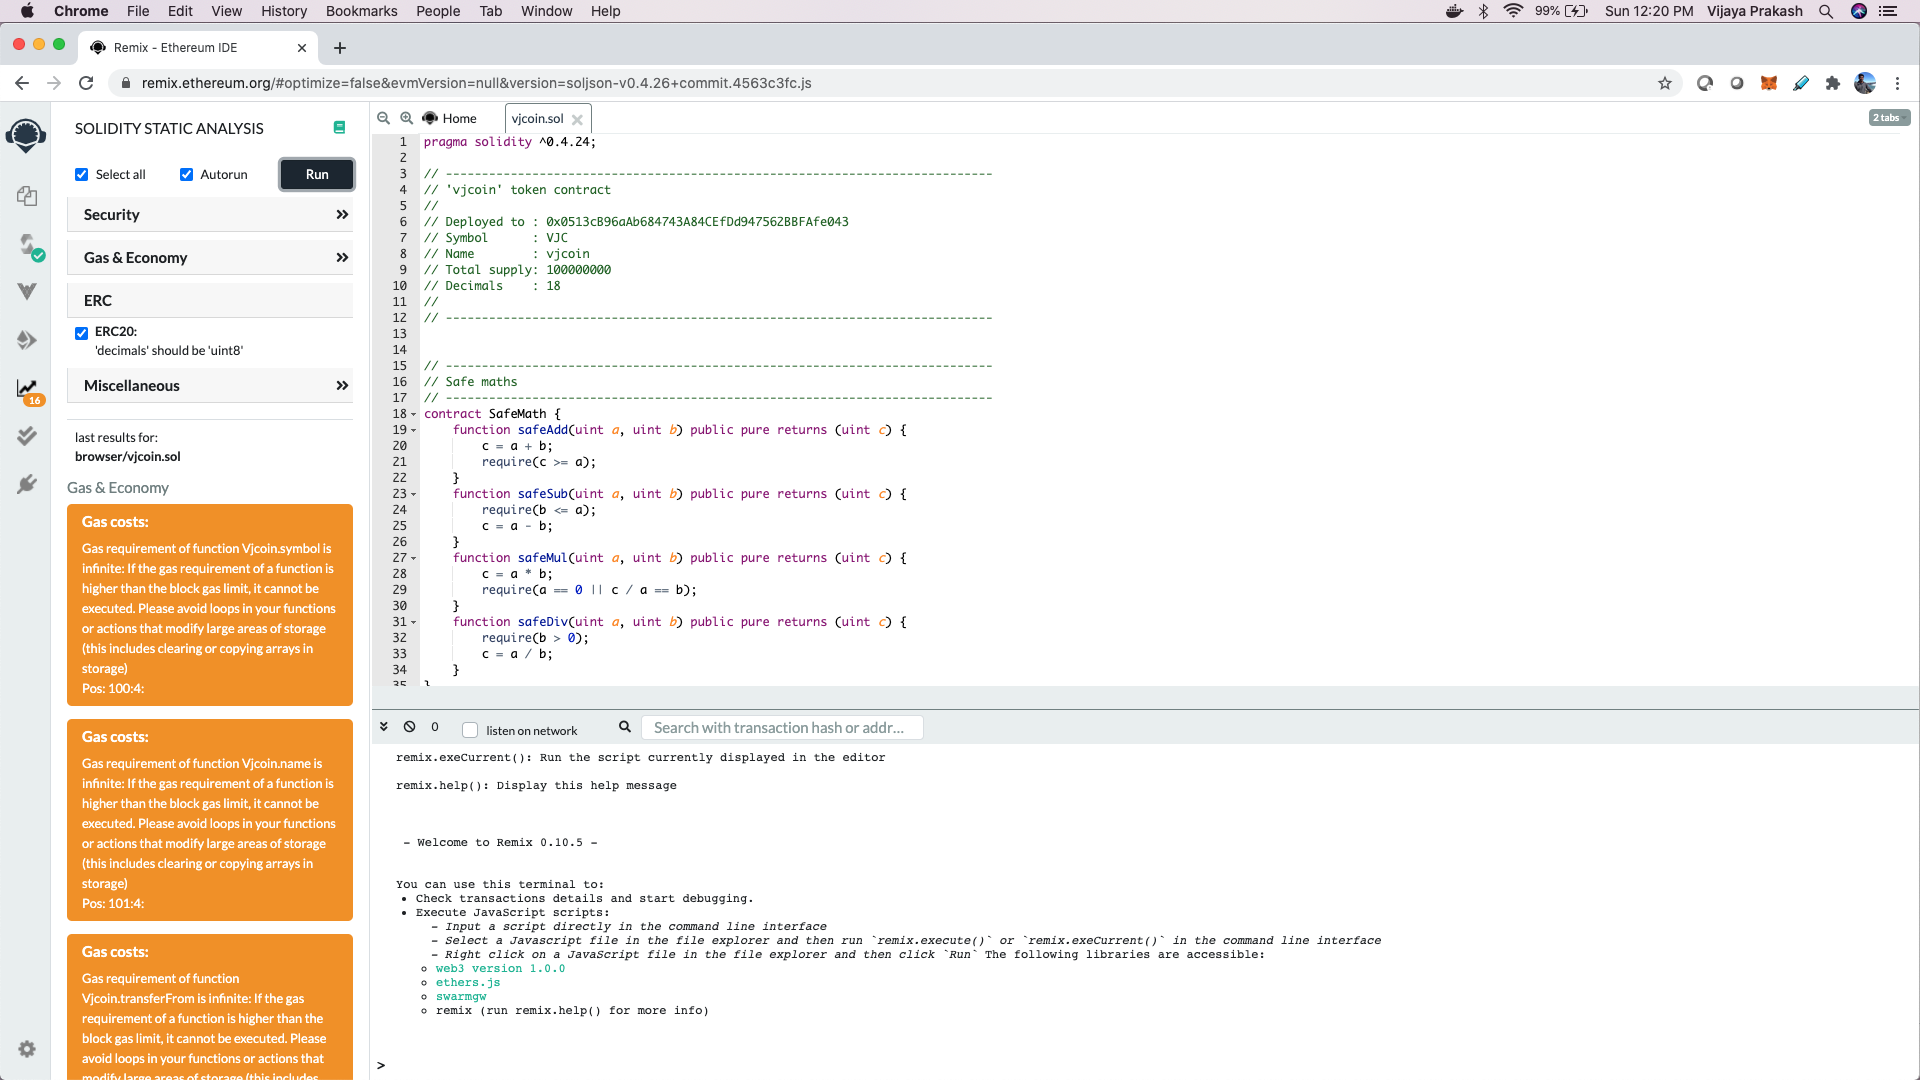 Chrome File Edit View History Bookmarks People Tab Window Help 99% Sun 12:20 PM Vijaya Prakash
Remix - Ethereum IDE
remix.ethereum.org/#optimize=false&evmVersion=null&version=soljson-v0.4.26+commit.4563c3fc.js
SOLIDITY STATIC ANALYSIS
Select all Autorun Run
Security
Gas & Economy
ERC
ERC20:
'decimals' should be 'uint8'
Miscellaneous
16
last results for:
browser/vjcoin.sol
Gas & Economy
Gas costs:
Gas requirement of function Vjcoin.symbol is
infinite: If the gas requirement of a function is
higher than the block gas limit, it cannot be
executed. Please avoid loops in your functions
or actions that modify large areas of storage
(this includes clearing or copying arrays in
storage)
Pos: 100:4:
Gas costs:
Gas requirement of function Vjcoin.name is
infinite: If the gas requirement of a function is
higher than the block gas limit, it cannot be
executed. Please avoid loops in your functions
or actions that modify large areas of storage
(this includes clearing or copying arrays in
storage)
Pos: 101:4:
Gas costs:
Gas requirement of function
Vjcoin.transferFrom is infinite: If the gas
requirement of a function is higher than the
block gas limit, it cannot be executed. Please
avoid loops in your functions or actions that
modify large areas of storage (this includes
Home vjcoin.sol 2 tabs
1 pragma solidity ^0.4.24;
2
3 // ----------------------------------------------------------------------------
4 // 'vjcoin' token contract
5 //
6 // Deployed to : 0x0513cB96aAb684743A84CEfDd947562BBFAfe043
7 // Symbol : VJC
8 // Name : vjcoin
9 // Total supply: 100000000
10 // Decimals : 18
11 //
12 // ----------------------------------------------------------------------------
13
14
15 // ----------------------------------------------------------------------------
16 // Safe maths
17 // ----------------------------------------------------------------------------
18 contract SafeMath {
19 function safeAdd(uint a, uint b) public pure returns (uint c) {
20 c = a + b;
21 require(c >= a);
22 }
23 function safeSub(uint a, uint b) public pure returns (uint c) {
24 require(b <= a);
25 c = a - b;
26 }
27 function safeMul(uint a, uint b) public pure returns (uint c) {
28 c = a * b;
29 require(a == 0 || c / a == b);
30 }
31 function safeDiv(uint a, uint b) public pure returns (uint c) {
32 require(b > 0);
33 c = a / b;
34 }
35 }
0 listen on network Search with transaction hash or addr...
remix.exeCurrent(): Run the script currently displayed in the editor
remix.help(): Display this help message
- Welcome to Remix 0.10.5 -
You can use this terminal to:
• Check transactions details and start debugging.
• Execute JavaScript scripts:
- Input a script directly in the command line interface
- Select a Javascript file in the file explorer and then run `remix.execute()` or `remix.exeCurrent()` in the command line interface
- Right click on a JavaScript file in the file explorer and then click `Run` The following libraries are accessible:
web3 version 1.0.0
ethers.js
swarmgw
remix (run remix.help() for more info)
>